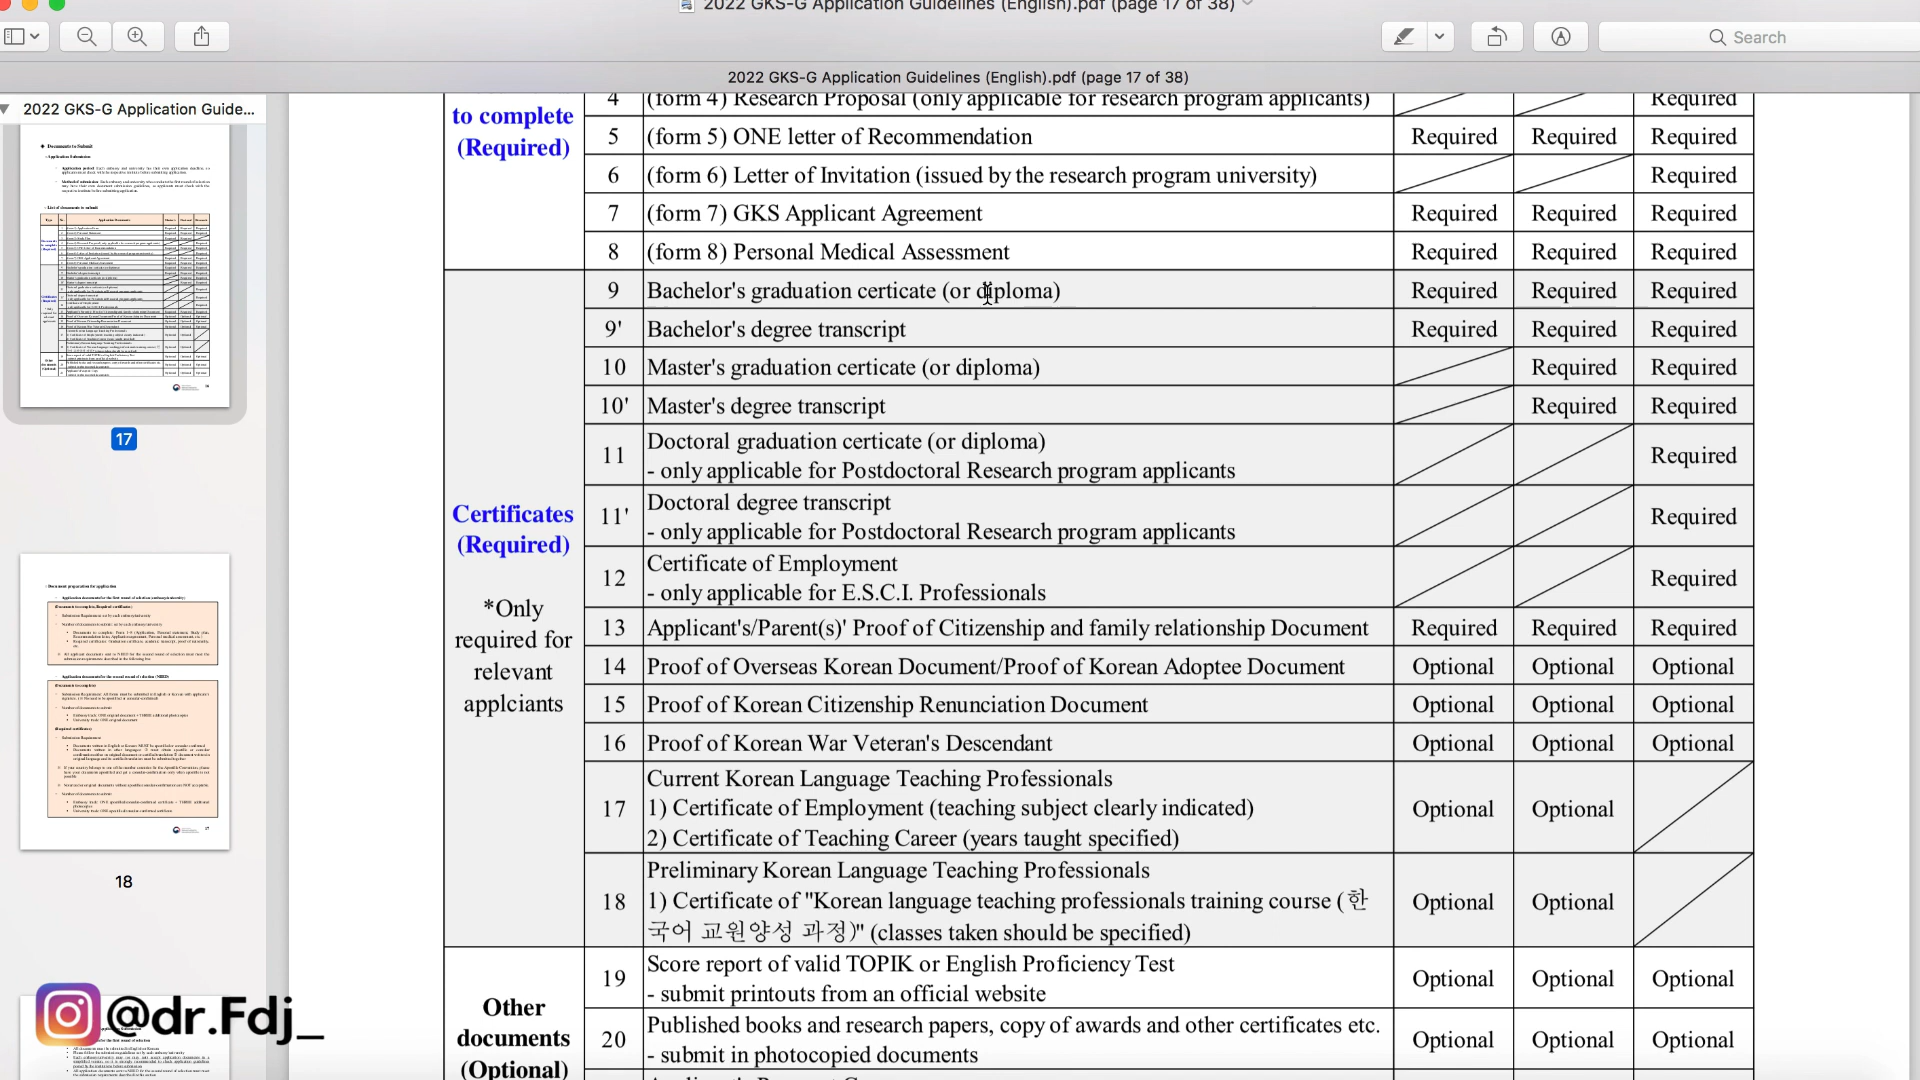 2022 GKS-G Application Guidelines (English).pdf (page 17 of 38)
Search
2022 GKS-G Application Guidelines (English).pdf (page 17 of 38)
2022 GKS-G Application Guide...
17
18
to complete
(Required)
4 (form 4) Research Proposal (only applicable for research program applicants) Required
5 (form 5) ONE letter of Recommendation Required Required Required
6 (form 6) Letter of Invitation (issued by the research program university) Required
7 (form 7) GKS Applicant Agreement Required Required Required
8 (form 8) Personal Medical Assessment Required Required Required
Certificates
(Required)
*Only
required for
relevant
applciants
9 Bachelor's graduation certicate (or diploma) Required Required Required
9' Bachelor's degree transcript Required Required Required
10 Master's graduation certicate (or diploma) Required Required
10' Master's degree transcript Required Required
11 Doctoral graduation certicate (or diploma)
- only applicable for Postdoctoral Research program applicants Required
11' Doctoral degree transcript
- only applicable for Postdoctoral Research program applicants Required
12 Certificate of Employment
- only applicable for E.S.C.I. Professionals Required
13 Applicant's/Parent(s)' Proof of Citizenship and family relationship Document Required Required Required
14 Proof of Overseas Korean Document/Proof of Korean Adoptee Document Optional Optional Optional
15 Proof of Korean Citizenship Renunciation Document Optional Optional Optional
16 Proof of Korean War Veteran's Descendant Optional Optional Optional
17 Current Korean Language Teaching Professionals
1) Certificate of Employment (teaching subject clearly indicated) Optional Optional
2) Certificate of Teaching Career (years taught specified)
18 Preliminary Korean Language Teaching Professionals
1) Certificate of "Korean language teaching professionals training course (한 Optional Optional
국어 교원양성 과정)" (classes taken should be specified)
Other
documents
(Optional)
19 Score report of valid TOPIK or English Proficiency Test
- submit printouts from an official website Optional Optional Optional
20 Published books and research papers, copy of awards and other certificates etc.
- submit in photocopied documents Optional Optional Optional
@dr.Fdj_